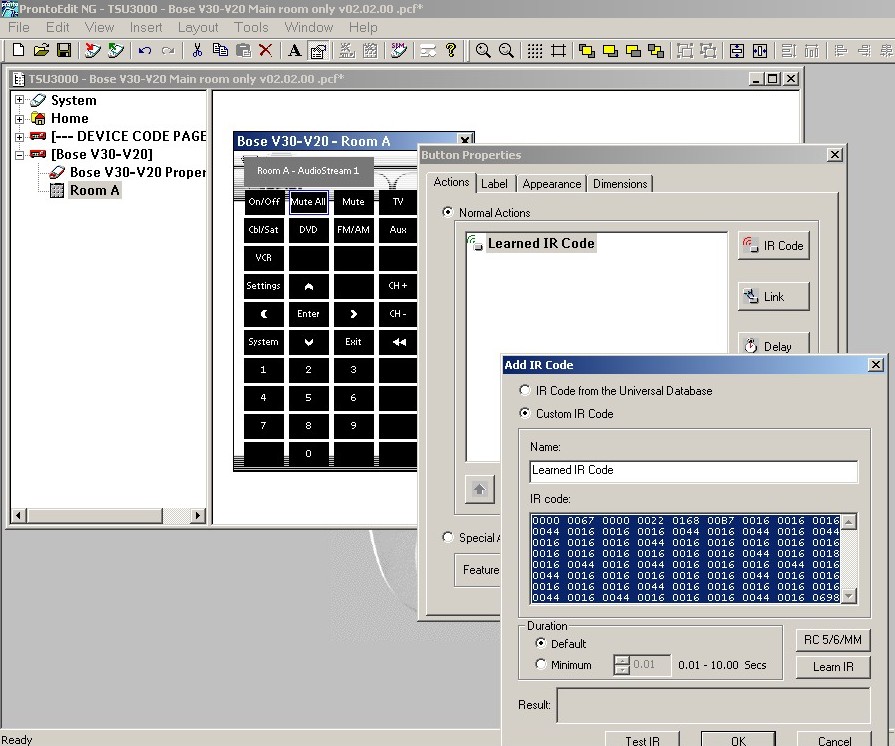 ProntoEdit NG - TSU3000 - Bose V30-V20 Main room only v02.02.00 .pcf*
File Edit View Insert Layout Tools Window Help
TSU3000 - Bose V30-V20 Main room only v02.02.00 .pcf*
System
Home
[--- DEVICE CODE PAGE
[Bose V30-V20]
Bose V30-V20 Proper
Room A
Bose V30-V20 - Room A
Room A - AudioStream 1
On/Off Mute All Mute TV
Cbl/Sat DVD FM/AM Aux
VCR
Settings CH +
Enter CH -
System Exit
1 2 3
4 5 6
7 8 9
0
Button Properties
Actions Label Appearance Dimensions
Normal Actions
Learned IR Code
IR Code
Link
Delay
Special A
Feature
Add IR Code
IR Code from the Universal Database
Custom IR Code
Name:
Learned IR Code
IR code:
0000 0067 0000 0022 0168 00B7 0016 0016 0016
0044 0016 0016 0016 0044 0016 0016 0016 0044
0016 0016 0016 0044 0016 0044 0016 0044 0016
0016 0016 0016 0016 0044 0016 0016 0016 0018
0016 0016 0016 0044 0016 0016 0016 0044 0016
0044 0016 0016 0016 0044 0016 0044 0016 0044
0016 0016 0016 0044 0016 0016 0016 0016 0016
0044 0016 0044 0016 0016 0016 0044 0016 0698
Duration
Default
Minimum 0.01 0.01 - 10.00 Secs
RC 5/6/MM
Learn IR
Result:
Test IR OK Cancel
Ready